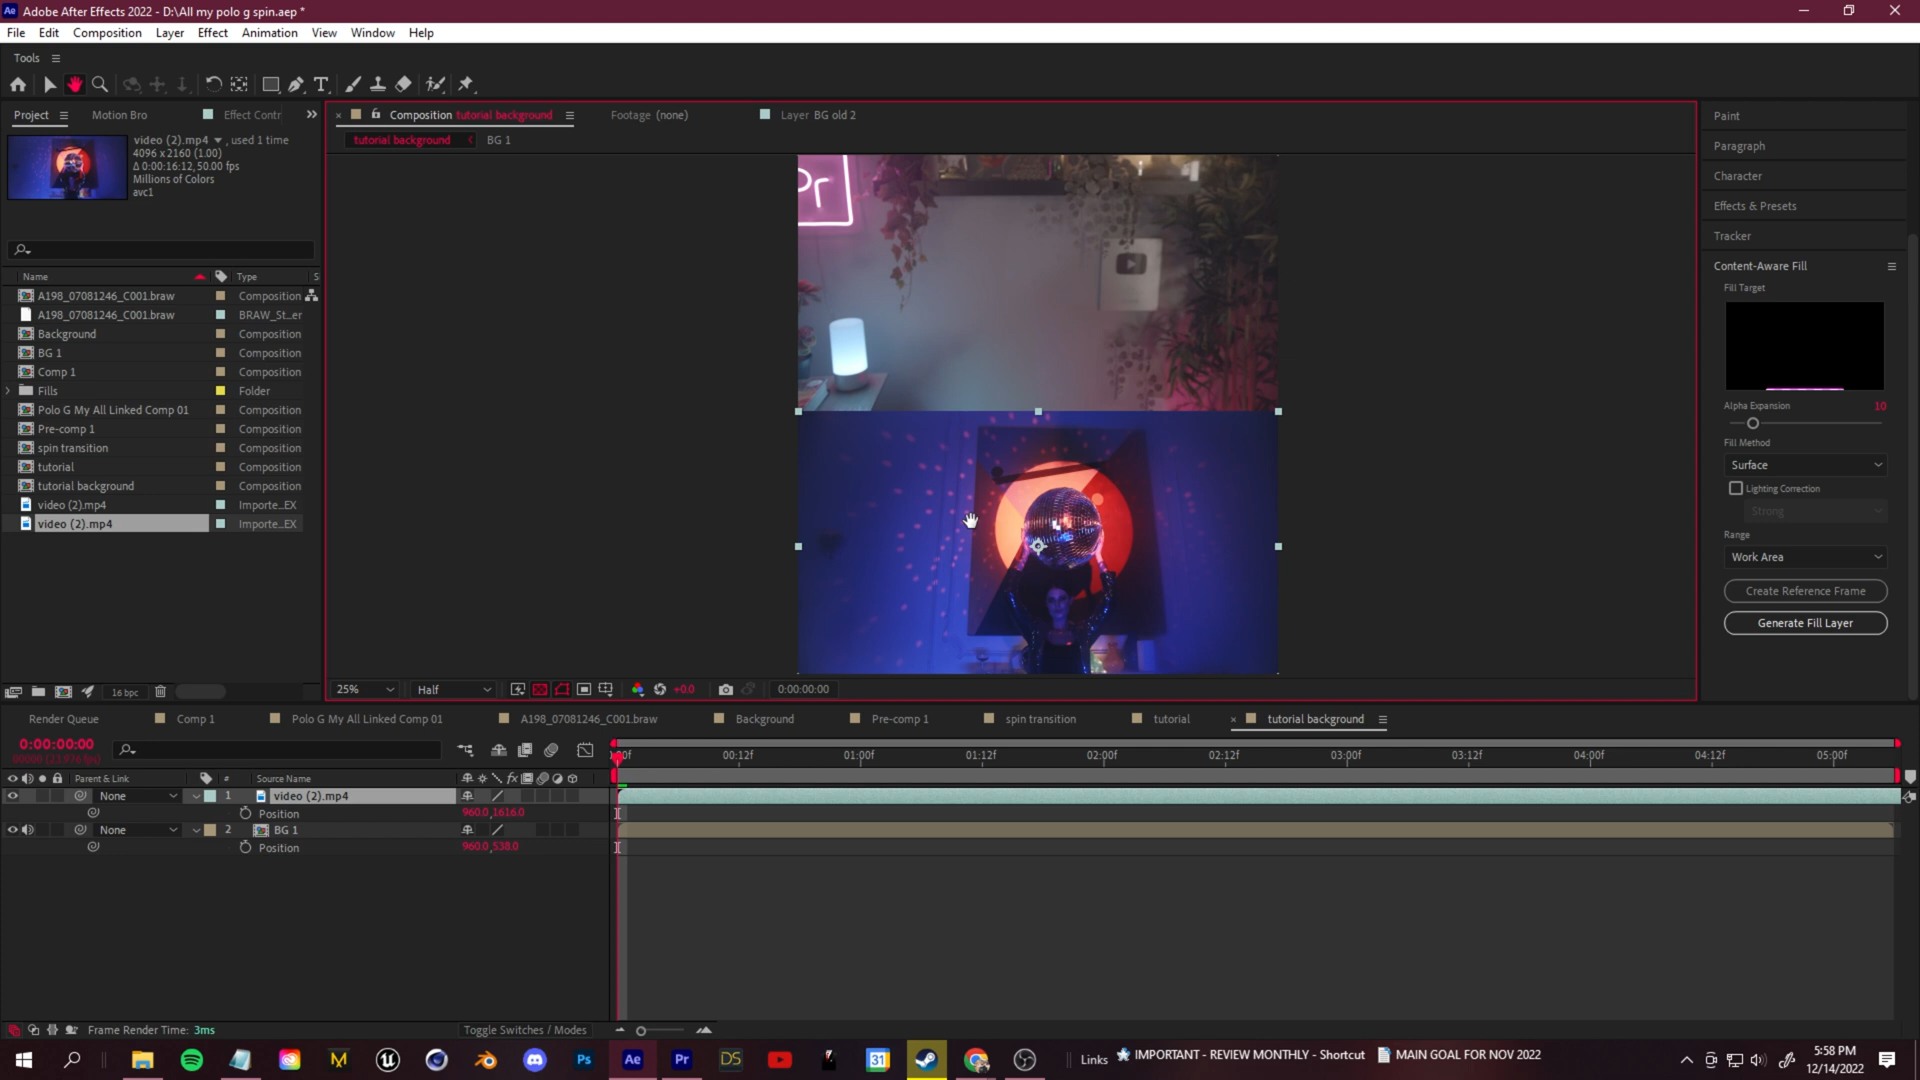 Adobe After Effects 2022 - D:\All my polo g spin.aep *
File Edit Composition Layer Effect Animation View Window Help
Tools
Project Motion Bro Effect Contr
video (2).mp4 , used 1 time
4096 x 2160 (1.00)
Δ 0:00:16:12, 50.00 fps
Millions of Colors
avc1
Name Type S
A198_07081246_C001.braw Composition
A198_07081246_C001.braw BRAW_St...er
Background Composition
BG 1 Composition
Comp 1 Composition
Fills Folder
Polo G My All Linked Comp 01 Composition
Pre-comp 1 Composition
spin transition Composition
tutorial Composition
tutorial background Composition
video (2).mp4 Importe...EX
video (2).mp4 Importe...EX
16 bpc
Composition tutorial background Footage (none) Layer BG old 2
tutorial background BG 1
Pr
25% Half +0.0 0:00:00:00
Paint
Paragraph
Character
Effects & Presets
Tracker
Content-Aware Fill
Fill Target
Alpha Expansion 10
Fill Method
Surface
Lighting Correction
Strong
Range
Work Area
Create Reference Frame
Generate Fill Layer
Render Queue Comp 1 Polo G My All Linked Comp 01 A198_07081246_C001.braw Background Pre-comp 1 spin transition tutorial tutorial background
0:00:00:00
00000 (23.976 fps)
00f 00:12f 01:00f 01:12f 02:00f 02:12f 03:00f 03:12f 04:00f 04:12f 05:00f
Parent & Link # Source Name
None 1 video (2).mp4
Position 960.0,1616.0
None 2 BG 1
Position 960.0,538.0
Frame Render Time: 3ms Toggle Switches / Modes
Ps Ae Pr DS 31 Links IMPORTANT - REVIEW MONTHLY - Shortcut MAIN GOAL FOR NOV 2022
5:58 PM
12/14/2022